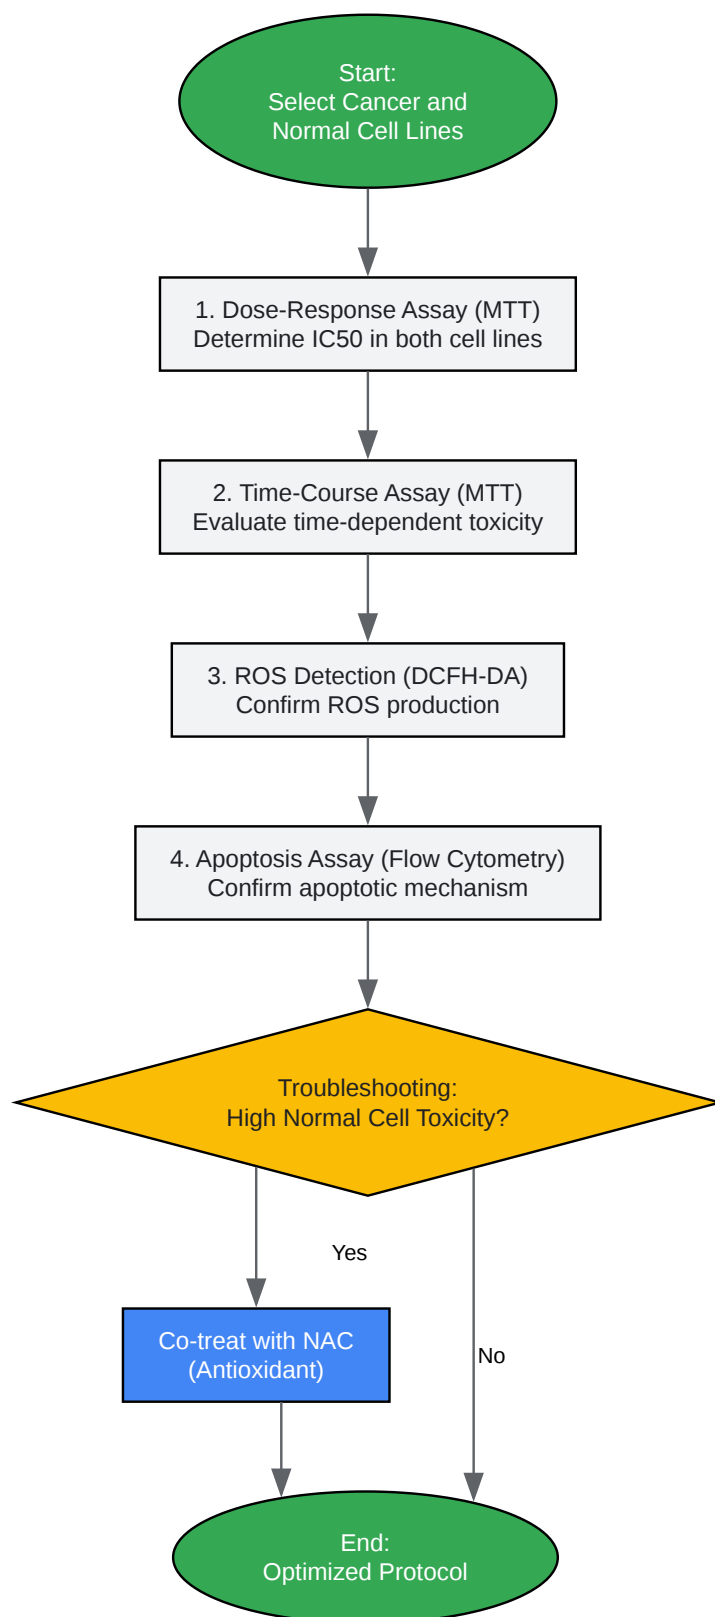 Start:
Select Cancer and
Normal Cell Lines
1. Dose-Response Assay (MTT)
Determine IC50 in both cell lines
2. Time-Course Assay (MTT)
Evaluate time-dependent toxicity
3. ROS Detection (DCFH-DA)
Confirm ROS production
4. Apoptosis Assay (Flow Cytometry)
Confirm apoptotic mechanism
Troubleshooting:
High Normal Cell Toxicity?
Yes
Co-treat with NAC
(Antioxidant)
No
End:
Optimized Protocol